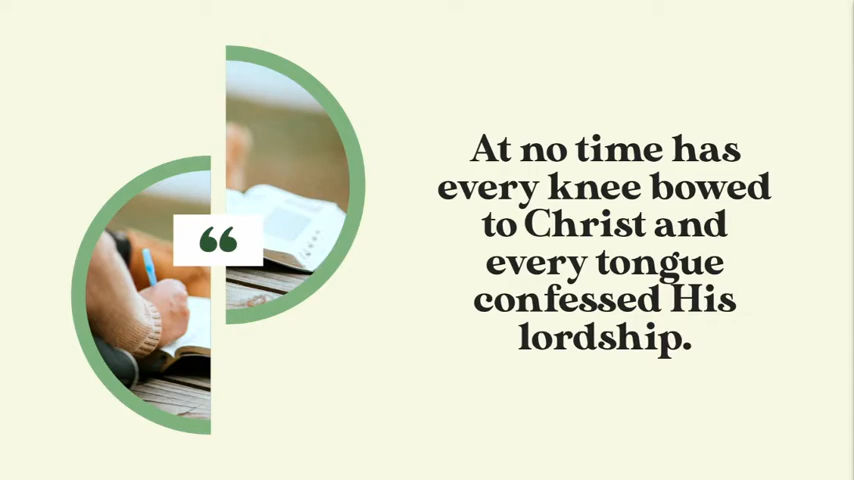 “
At no time has
every knee bowed
to Christ and
every tongue
confessed His
lordship.